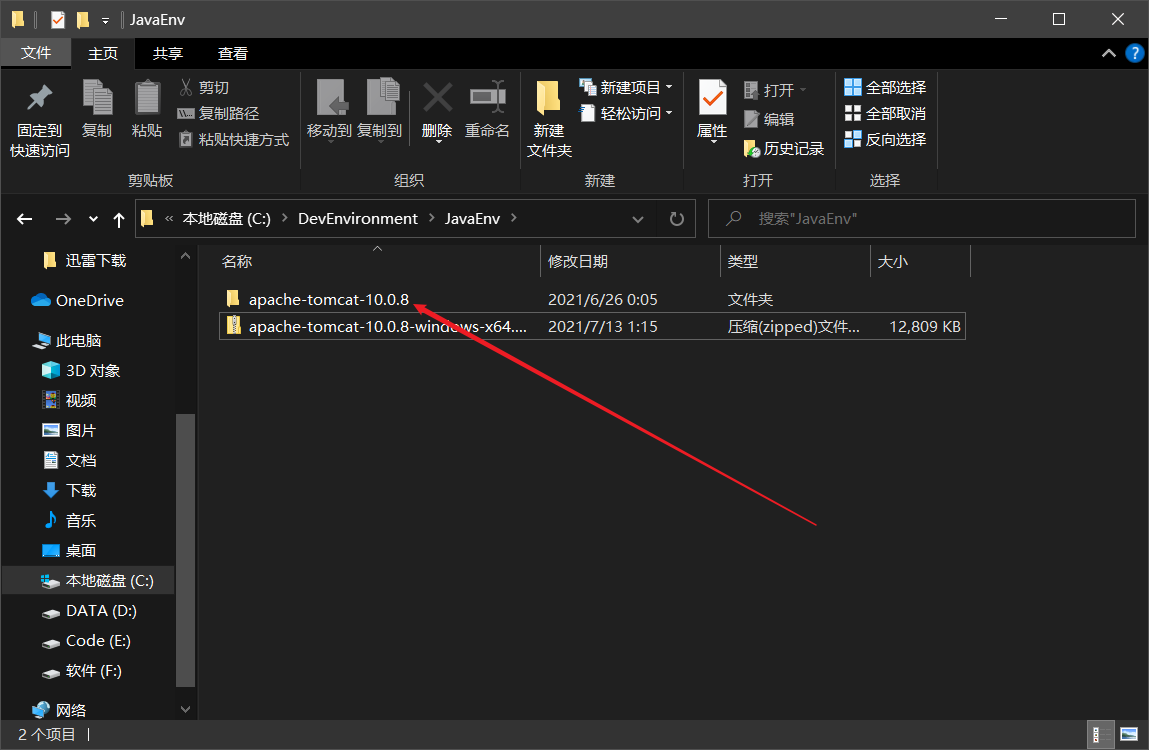 JavaEnv
文件 主页 共享 查看
固定到快速访问 复制 粘贴 剪切 复制路径 粘贴快捷方式
移动到 复制到 删除 重命名
新建文件夹 新建项目 轻松访问
属性 打开 编辑 历史记录
全部选择 全部取消 反向选择
剪贴板 组织 新建 打开 选择
« 本地磁盘 (C:) > DevEnvironment > JavaEnv >
搜索"JavaEnv"
迅雷下载
OneDrive
此电脑
3D 对象
视频
图片
文档
下载
音乐
桌面
本地磁盘 (C:)
DATA (D:)
Code (E:)
软件 (F:)
网络
名称 修改日期 类型 大小
apache-tomcat-10.0.8 2021/6/26 0:05 文件夹
apache-tomcat-10.0.8-windows-x64.... 2021/7/13 1:15 压缩(zipped)文件... 12,809 KB
2 个项目